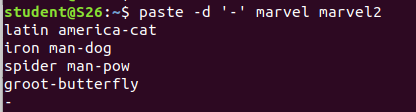 student@S26:~$ paste -d '-' marvel marvel2
latin america-cat
iron man-dog
spider man-pow
groot-butterfly
-